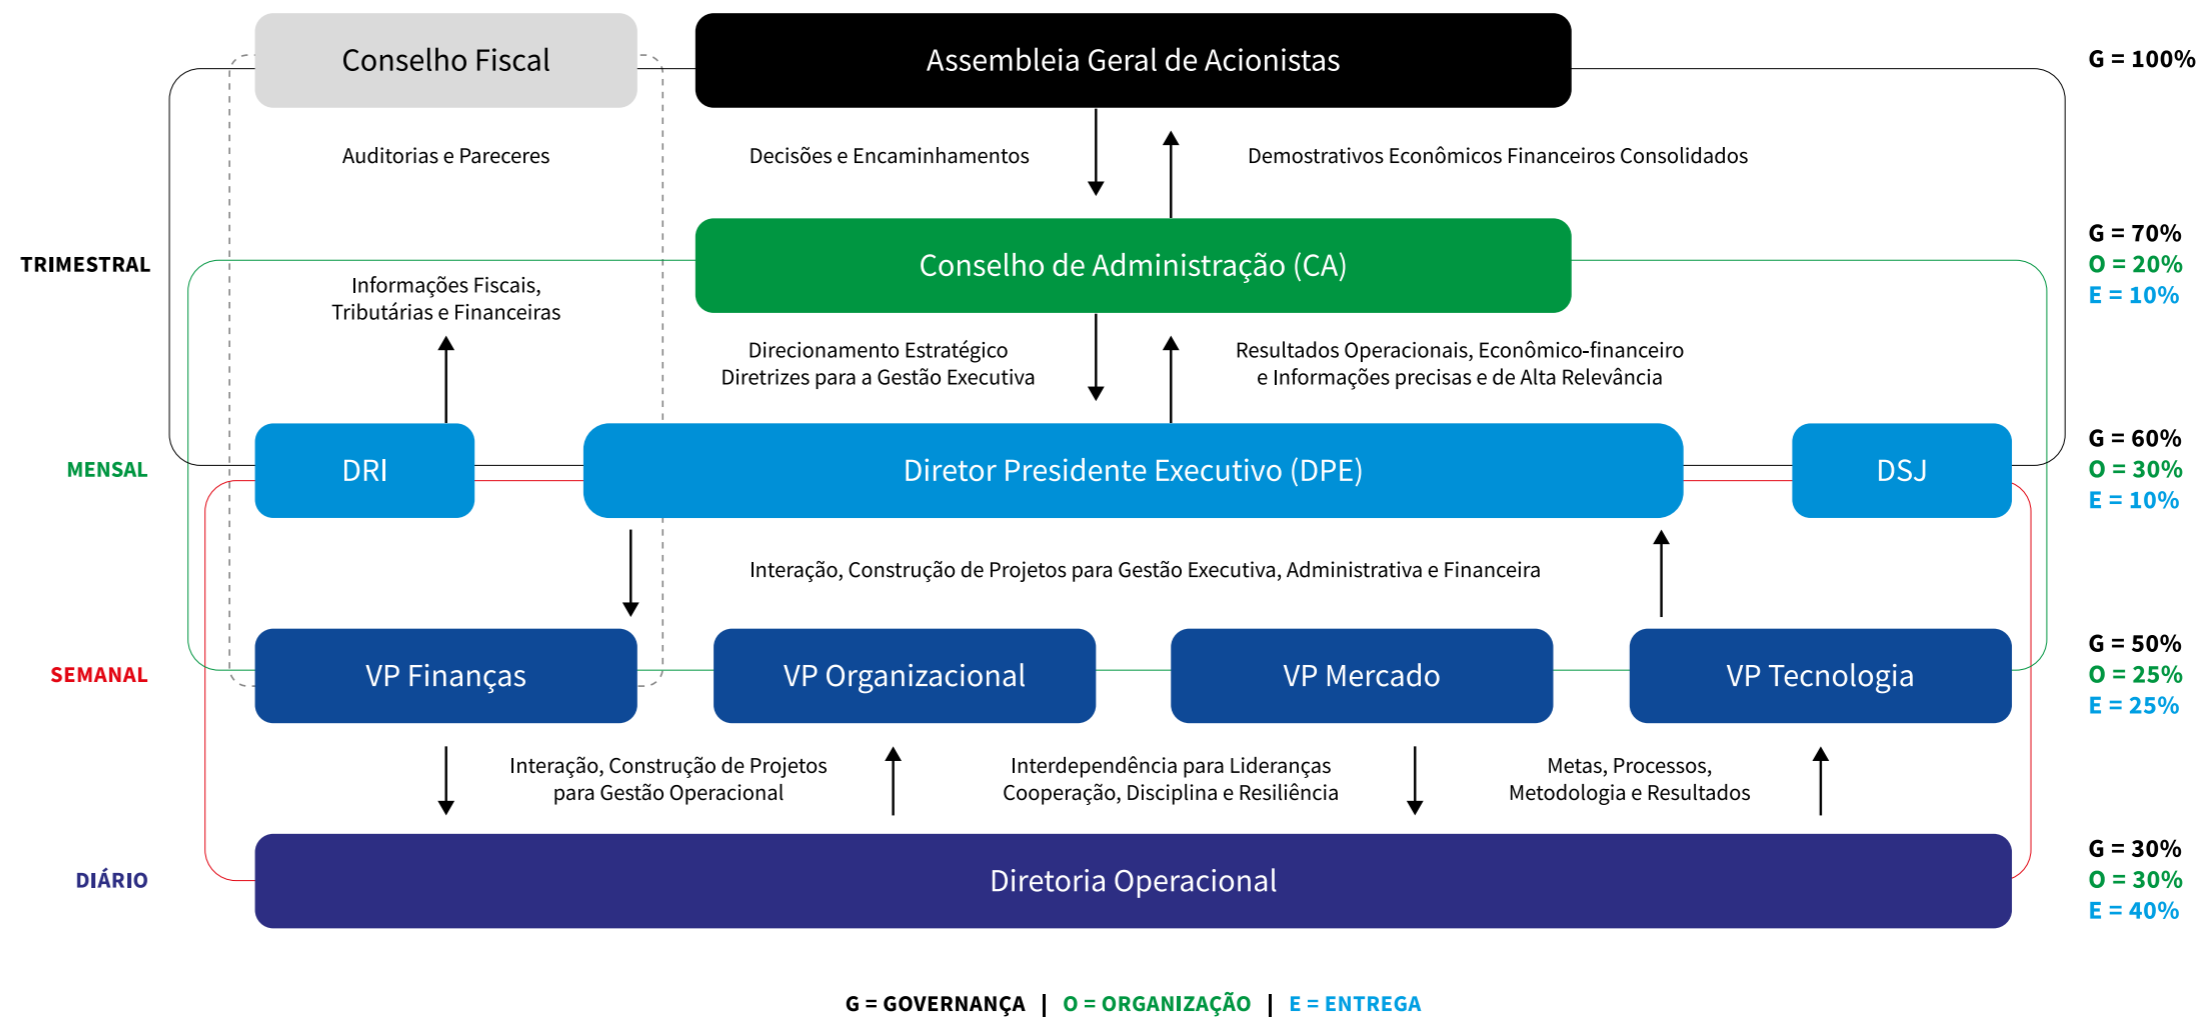 Conselho Fiscal
Assembleia Geral de Acionistas
G = 100%
Auditorias e Pareceres
Decisões e Encaminhamentos
Demostrativos Econômicos Financeiros Consolidados
TRIMESTRAL
Conselho de Administração (CA)
G = 70%
O = 20%
E = 10%
Informações Fiscais,
Tributárias e Financeiras
Direcionamento Estratégico
Diretrizes para a Gestão Executiva
Resultados Operacionais, Econômico-financeiro
e Informações precisas e de Alta Relevância
MENSAL
DRI
Diretor Presidente Executivo (DPE)
DSJ
G = 60%
O = 30%
E = 10%
Interação, Construção de Projetos para Gestão Executiva, Administrativa e Financeira
SEMANAL
VP Finanças
VP Organizacional
VP Mercado
VP Tecnologia
G = 50%
O = 25%
E = 25%
Interação, Construção de Projetos
para Gestão Operacional
Interdependência para Lideranças
Cooperação, Disciplina e Resiliência
Metas, Processos,
Metodologia e Resultados
DIÁRIO
Diretoria Operacional
G = 30%
O = 30%
E = 40%
G = GOVERNANÇA | O = ORGANIZAÇÃO | E = ENTREGA